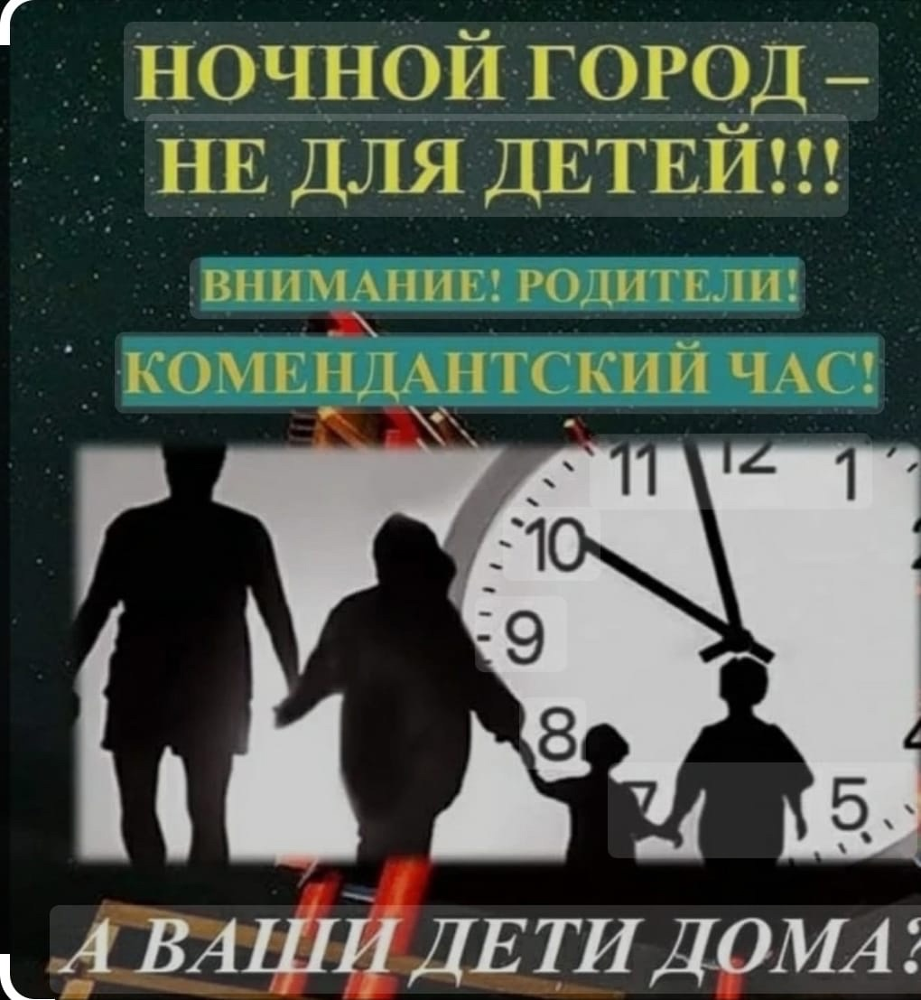 НОЧНОЙ ГОРОД –
НЕ ДЛЯ ДЕТЕЙ!!!
ВНИМАНИЕ! РОДИТЕЛИ!
КОМЕНДАНТСКИЙ ЧАС!
11 12 1
10
9
8
7 5
А ВАШИ ДЕТИ ДОМА?